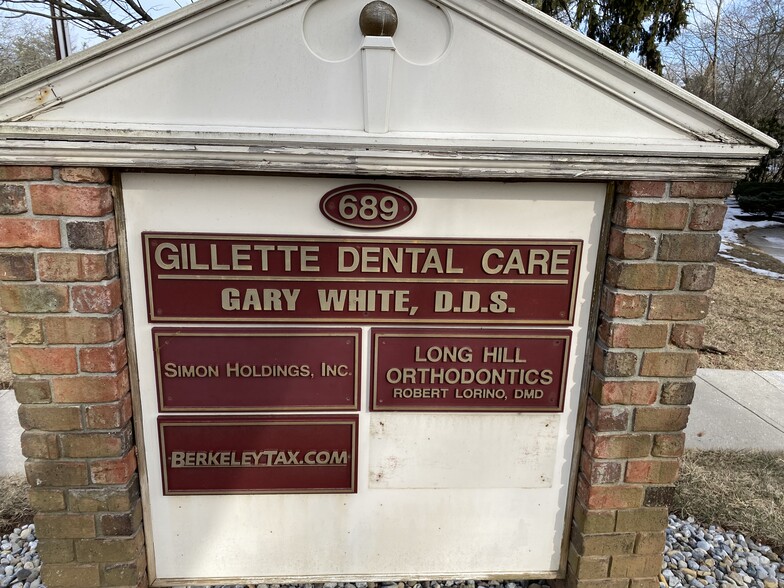 689
GILLETTE DENTAL CARE
GARY WHITE, D.D.S.
SIMON HOLDINGS, INC.
LONG HILL
ORTHODONTICS
ROBERT LORINO, DMD
BERKELEYTAX.COM